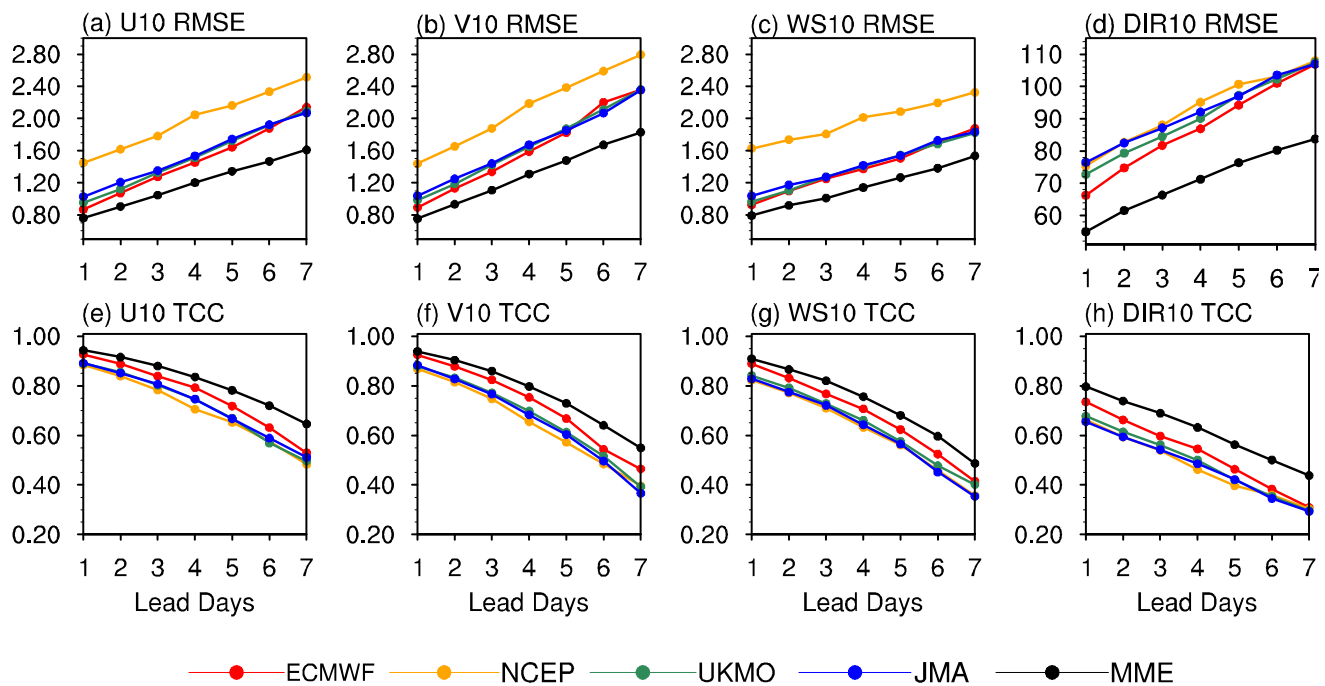 (a) U10 RMSE
2.80
2.40
2.00
1.60
1.20
0.80
1 2 3 4 5 6 7
(b) V10 RMSE
2.80
2.40
2.00
1.60
1.20
0.80
1 2 3 4 5 6 7
(c) WS10 RMSE
2.80
2.40
2.00
1.60
1.20
0.80
1 2 3 4 5 6 7
(d) DIR10 RMSE
110
100
90
80
70
60
1 2 3 4 5 6 7
(e) U10 TCC
1.00
0.80
0.60
0.40
0.20
1 2 3 4 5 6 7
Lead Days
(f) V10 TCC
1.00
0.80
0.60
0.40
0.20
1 2 3 4 5 6 7
Lead Days
(g) WS10 TCC
1.00
0.80
0.60
0.40
0.20
1 2 3 4 5 6 7
Lead Days
(h) DIR10 TCC
1.00
0.80
0.60
0.40
0.20
1 2 3 4 5 6 7
Lead Days
ECMWF NCEP UKMO JMA MME